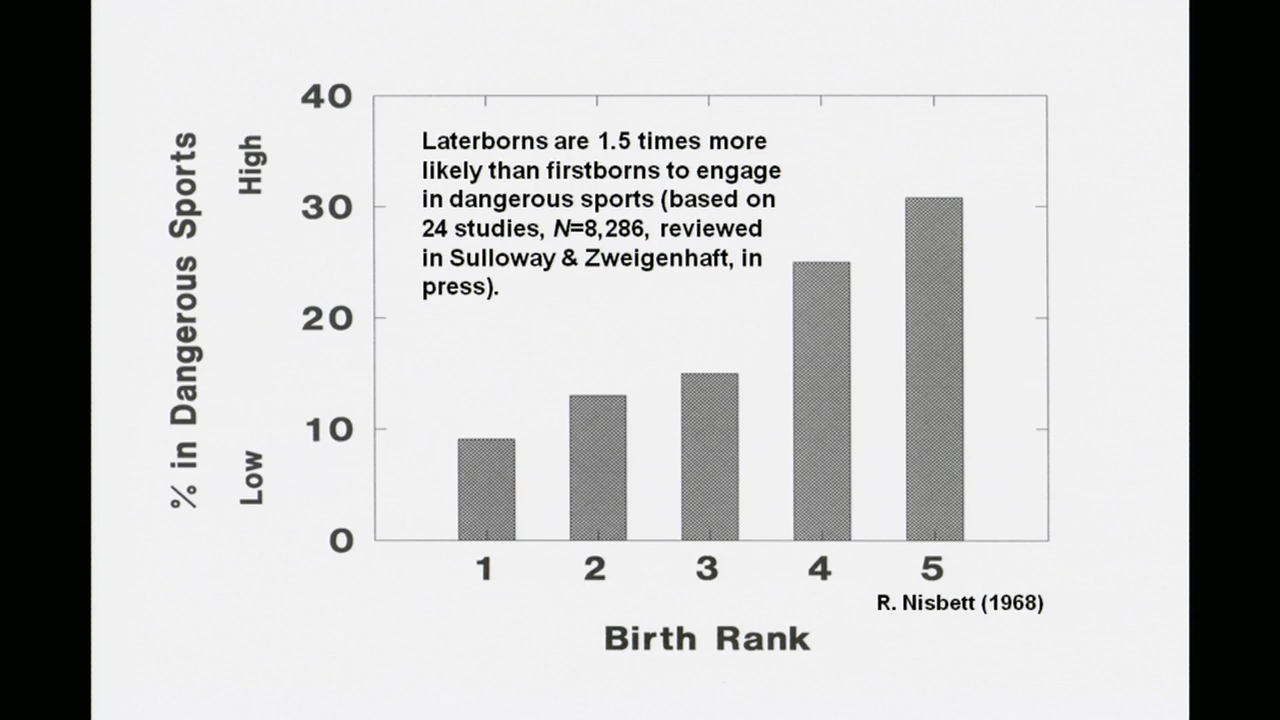 40
30
20
10
0
% in Dangerous Sports
High
Low
Laterborns are 1.5 times more
likely than firstborns to engage
in dangerous sports (based on
24 studies, N=8,286, reviewed
in Sulloway & Zweigenhaft, in
press).
1 2 3 4 5
R. Nisbett (1968)
Birth Rank